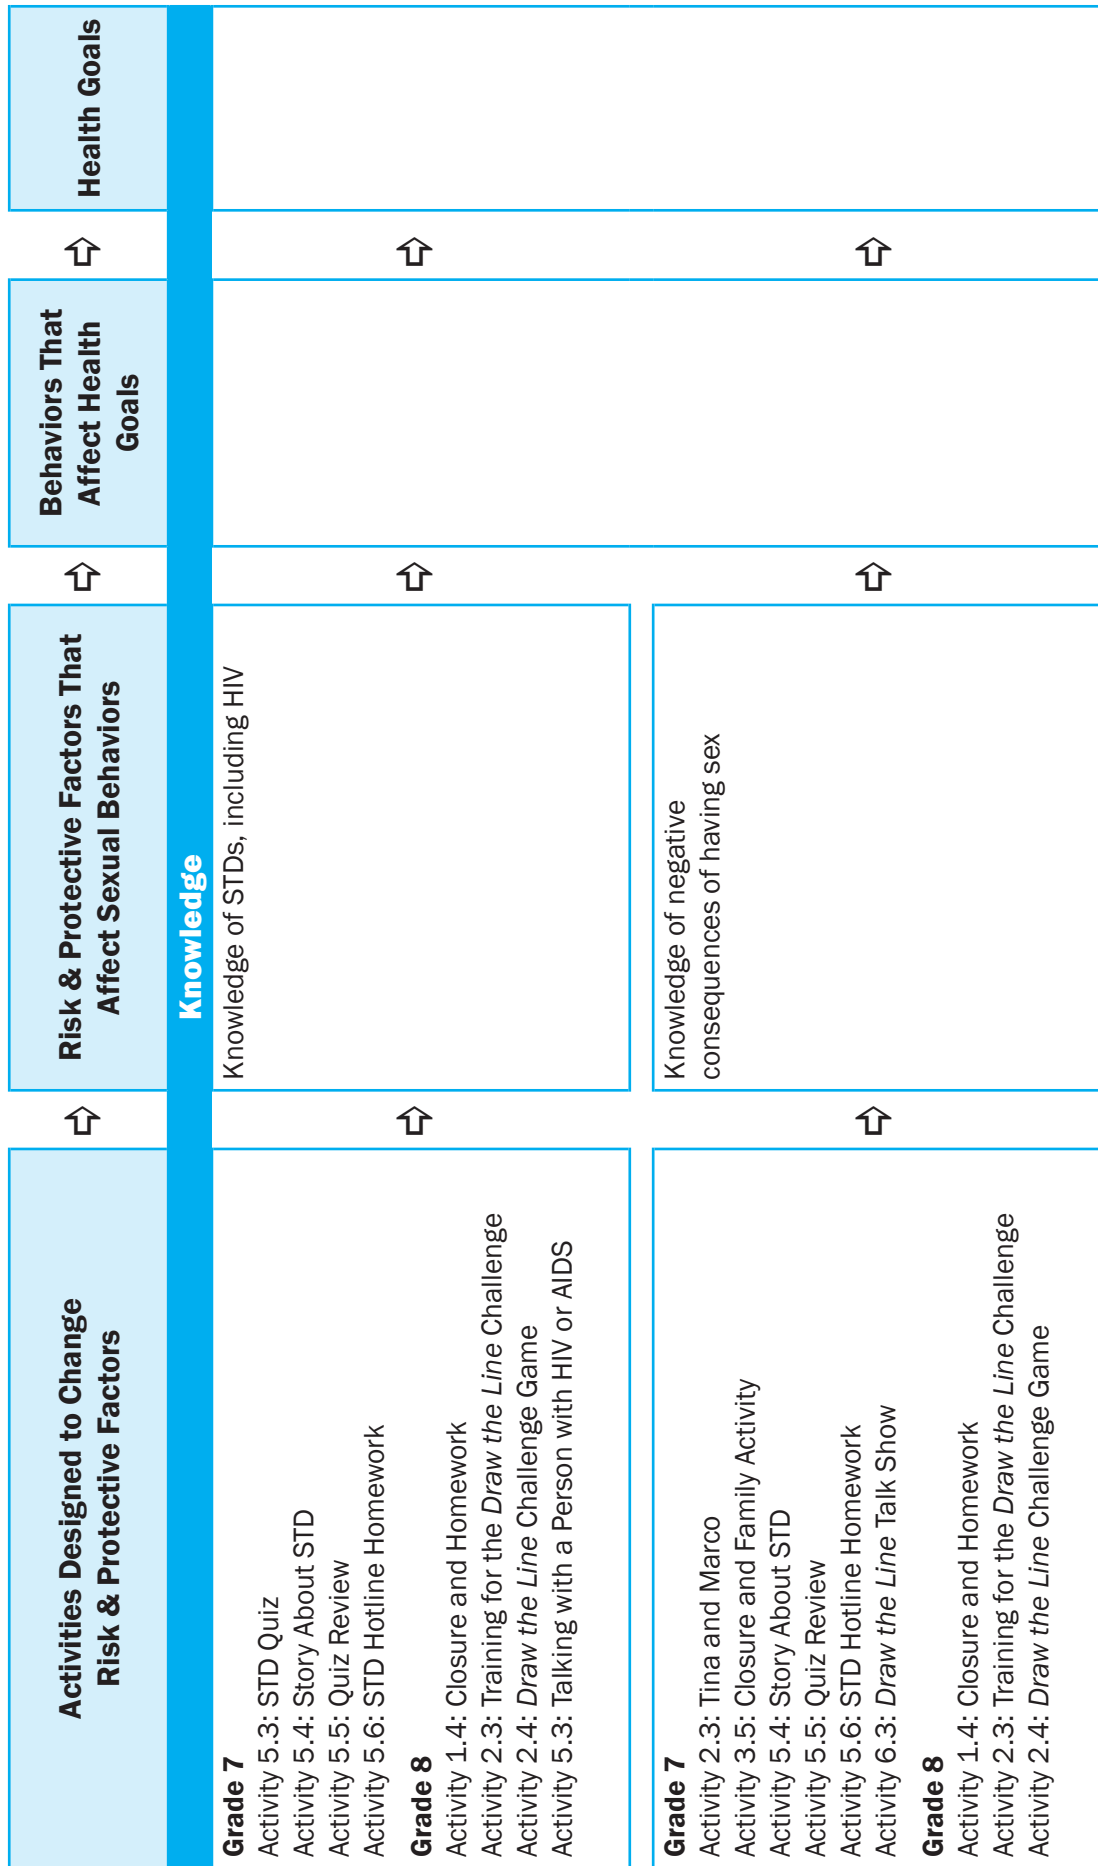 Activities Designed to Change
Risk & Protective Factors
Risk & Protective Factors That
Affect Sexual Behaviors
Behaviors That
Affect Health
Goals
Health Goals
Knowledge
Grade 7
Activity 5.3: STD Quiz
Activity 5.4: Story About STD
Activity 5.5: Quiz Review
Activity 5.6: STD Hotline Homework
Grade 8
Activity 1.4: Closure and Homework
Activity 2.3: Training for the Draw the Line Challenge
Activity 2.4: Draw the Line Challenge Game
Activity 5.3: Talking with a Person with HIV or AIDS
Knowledge of STDs, including HIV
Grade 7
Activity 2.3: Tina and Marco
Activity 3.5: Closure and Family Activity
Activity 5.4: Story About STD
Activity 5.5: Quiz Review
Activity 5.6: STD Hotline Homework
Activity 6.3: Draw the Line Talk Show
Grade 8
Activity 1.4: Closure and Homework
Activity 2.3: Training for the Draw the Line Challenge
Activity 2.4: Draw the Line Challenge Game
Knowledge of negative
consequences of having sex